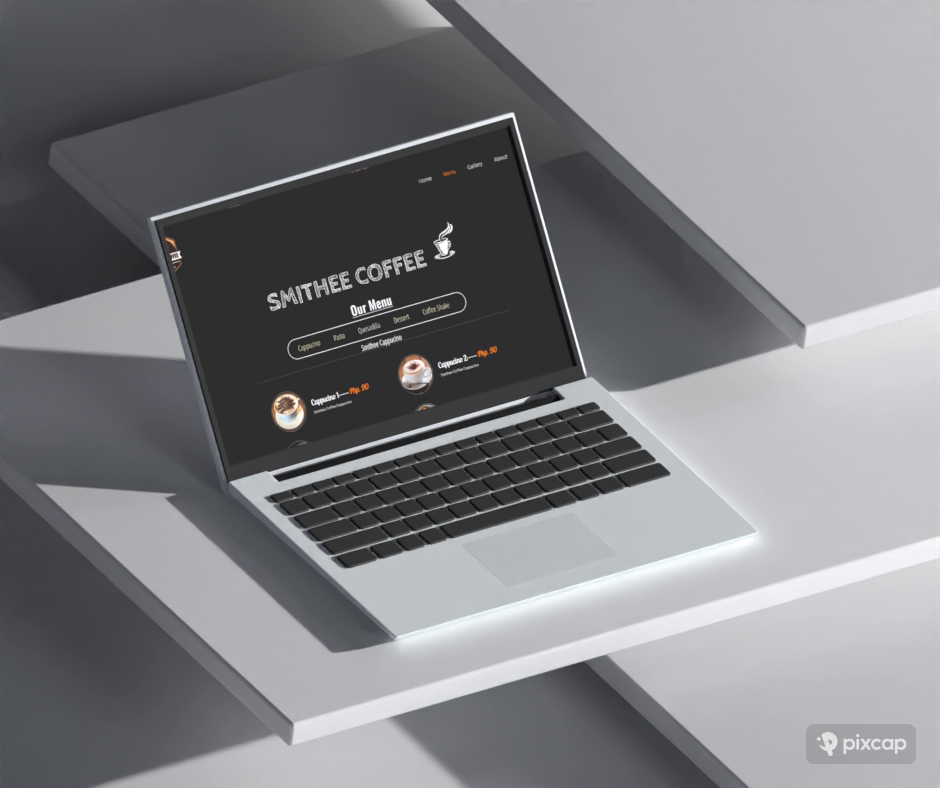 Home Menu Gallery About
SMITHEE COFFEE
Our Menu
Cappucino Pasta Quesadilla Dessert Coffee Shake
Smithee Cappucino
Cappucino 1-----Php. 90
Smithee Coffee Cappucino
Cappucino 2-----Php. 90
Smithee Coffee Cappucino
pixcap